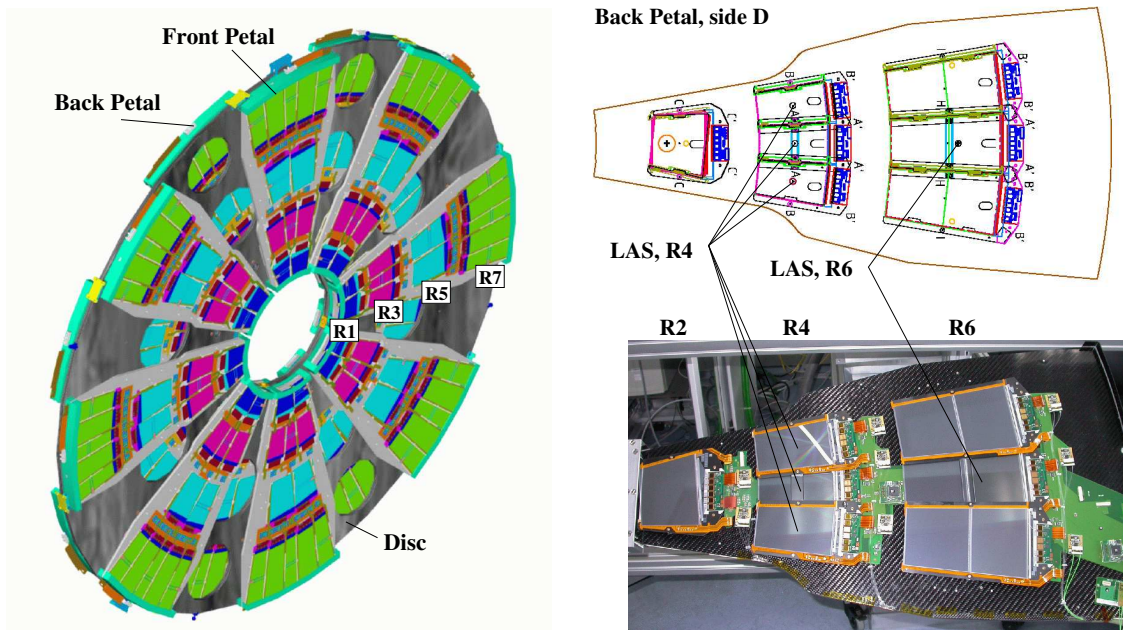 Front Petal
Back Petal
R1
R3
R5
R7
Disc
Back Petal, side D
C
C'
C
C'
B
B'
A
A'
A
A'
B
B'
I
B'
H
A'
H
A'
I
B'
LAS, R4
LAS, R6
R2
R4
R6